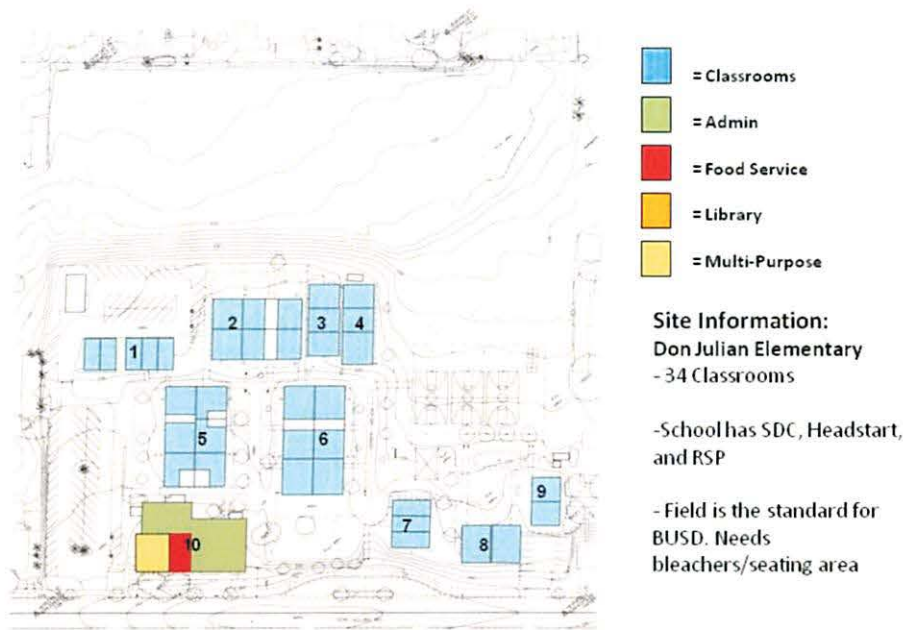 = Classrooms
= Admin
= Food Service
= Library
= Multi-Purpose
Site Information:
Don Julian Elementary
- 34 Classrooms
-School has SDC, Headstart,
and RSP
- Field is the standard for
BUSD. Needs
bleachers/seating area
1
2
3
4
5
6
7
8
9
10